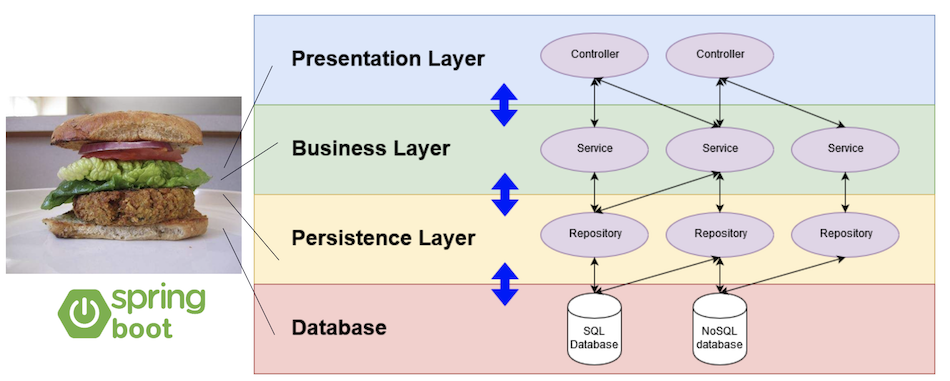 Presentation Layer
Controller
Controller
Business Layer
Service
Service
Service
Persistence Layer
Repository
Repository
Repository
Database
SQL
Database
NoSQL
database
spring
boot